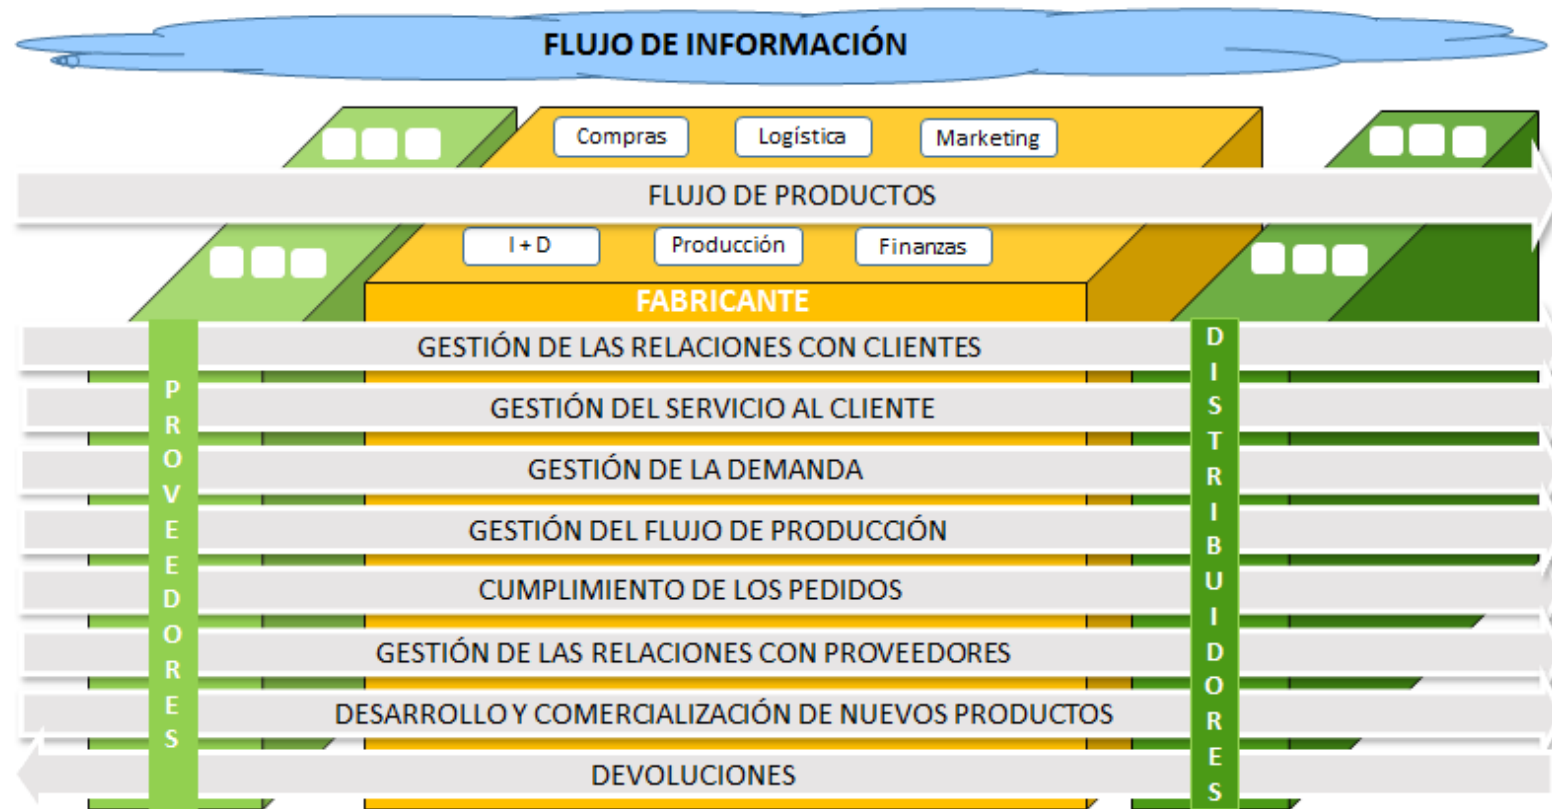 FLUJO DE INFORMACIÓN
Compras
Logística
Marketing
FLUJO DE PRODUCTOS
I + D
Producción
Finanzas
FABRICANTE
GESTIÓN DE LAS RELACIONES CON CLIENTES
GESTIÓN DEL SERVICIO AL CLIENTE
GESTIÓN DE LA DEMANDA
GESTIÓN DEL FLUJO DE PRODUCCIÓN
CUMPLIMIENTO DE LOS PEDIDOS
GESTIÓN DE LAS RELACIONES CON PROVEEDORES
DESARROLLO Y COMERCIALIZACIÓN DE NUEVOS PRODUCTOS
DEVOLUCIONES
PROVEEDORES
DISTRIBUIDORES